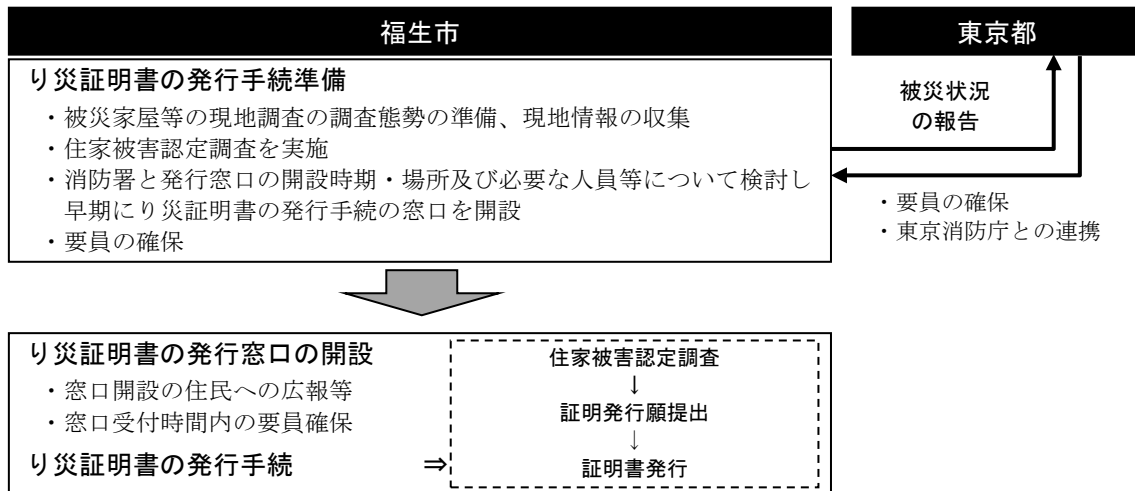 福生市
東京都
り災証明書の発行手続準備
・被災家屋等の現地調査の調査態勢の準備、現地情報の収集
・住家被害認定調査を実施
・消防署と発行窓口の開設時期・場所及び必要な人員等について検討し
早期にり災証明書の発行手続の窓口を開設
・要員の確保
被災状況
の報告
・要員の確保
・東京消防庁との連携
り災証明書の発行窓口の開設
・窓口開設の住民への広報等
・窓口受付時間内の要員確保
り災証明書の発行手続 ⇒
住家被害認定調査
↓
証明発行願提出
↓
証明書発行